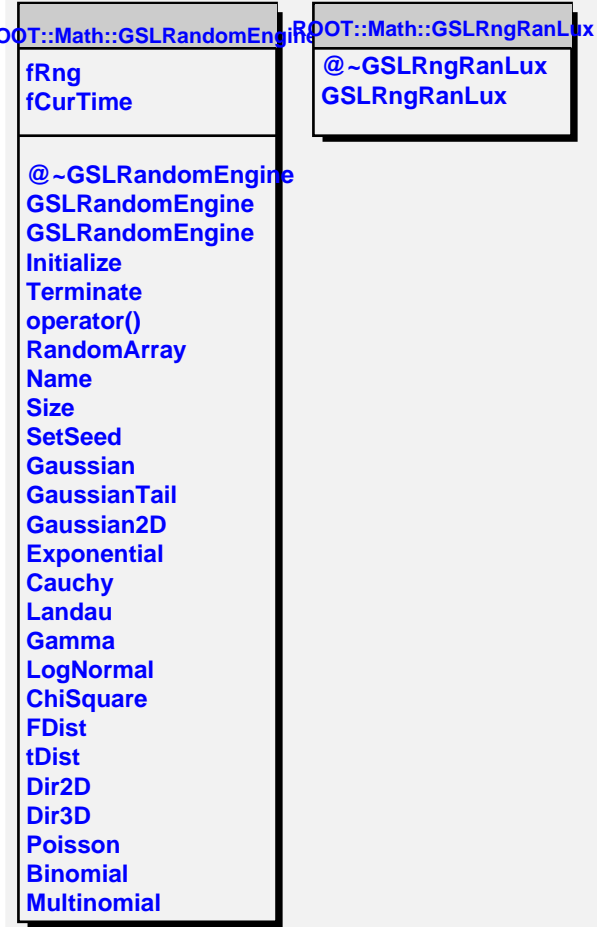 OOT::Math::GSLRandomEngine
fRng
fCurTime
@~GSLRandomEngine
GSLRandomEngine
GSLRandomEngine
Initialize
Terminate
operator()
RandomArray
Name
Size
SetSeed
Gaussian
GaussianTail
Gaussian2D
Exponential
Cauchy
Landau
Gamma
LogNormal
ChiSquare
FDist
tDist
Dir2D
Dir3D
Poisson
Binomial
Multinomial
ROOT::Math::GSLRngRanLux
@~GSLRngRanLux
GSLRngRanLux